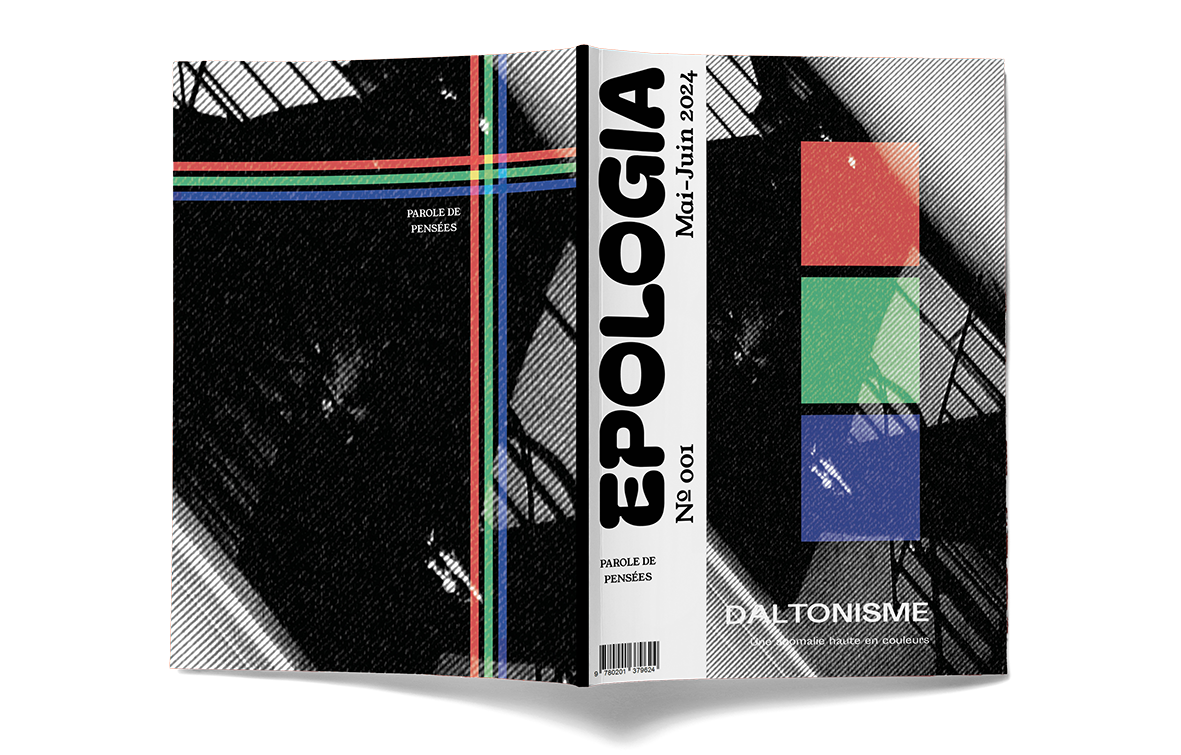 PAROLE DE
PENSÉES
EPOLOGIA
Mai-Juin 2024
Nº 001
PAROLE DE
PENSÉES
9 780201 379624
DALTONISME
Une anomalie haute en couleurs